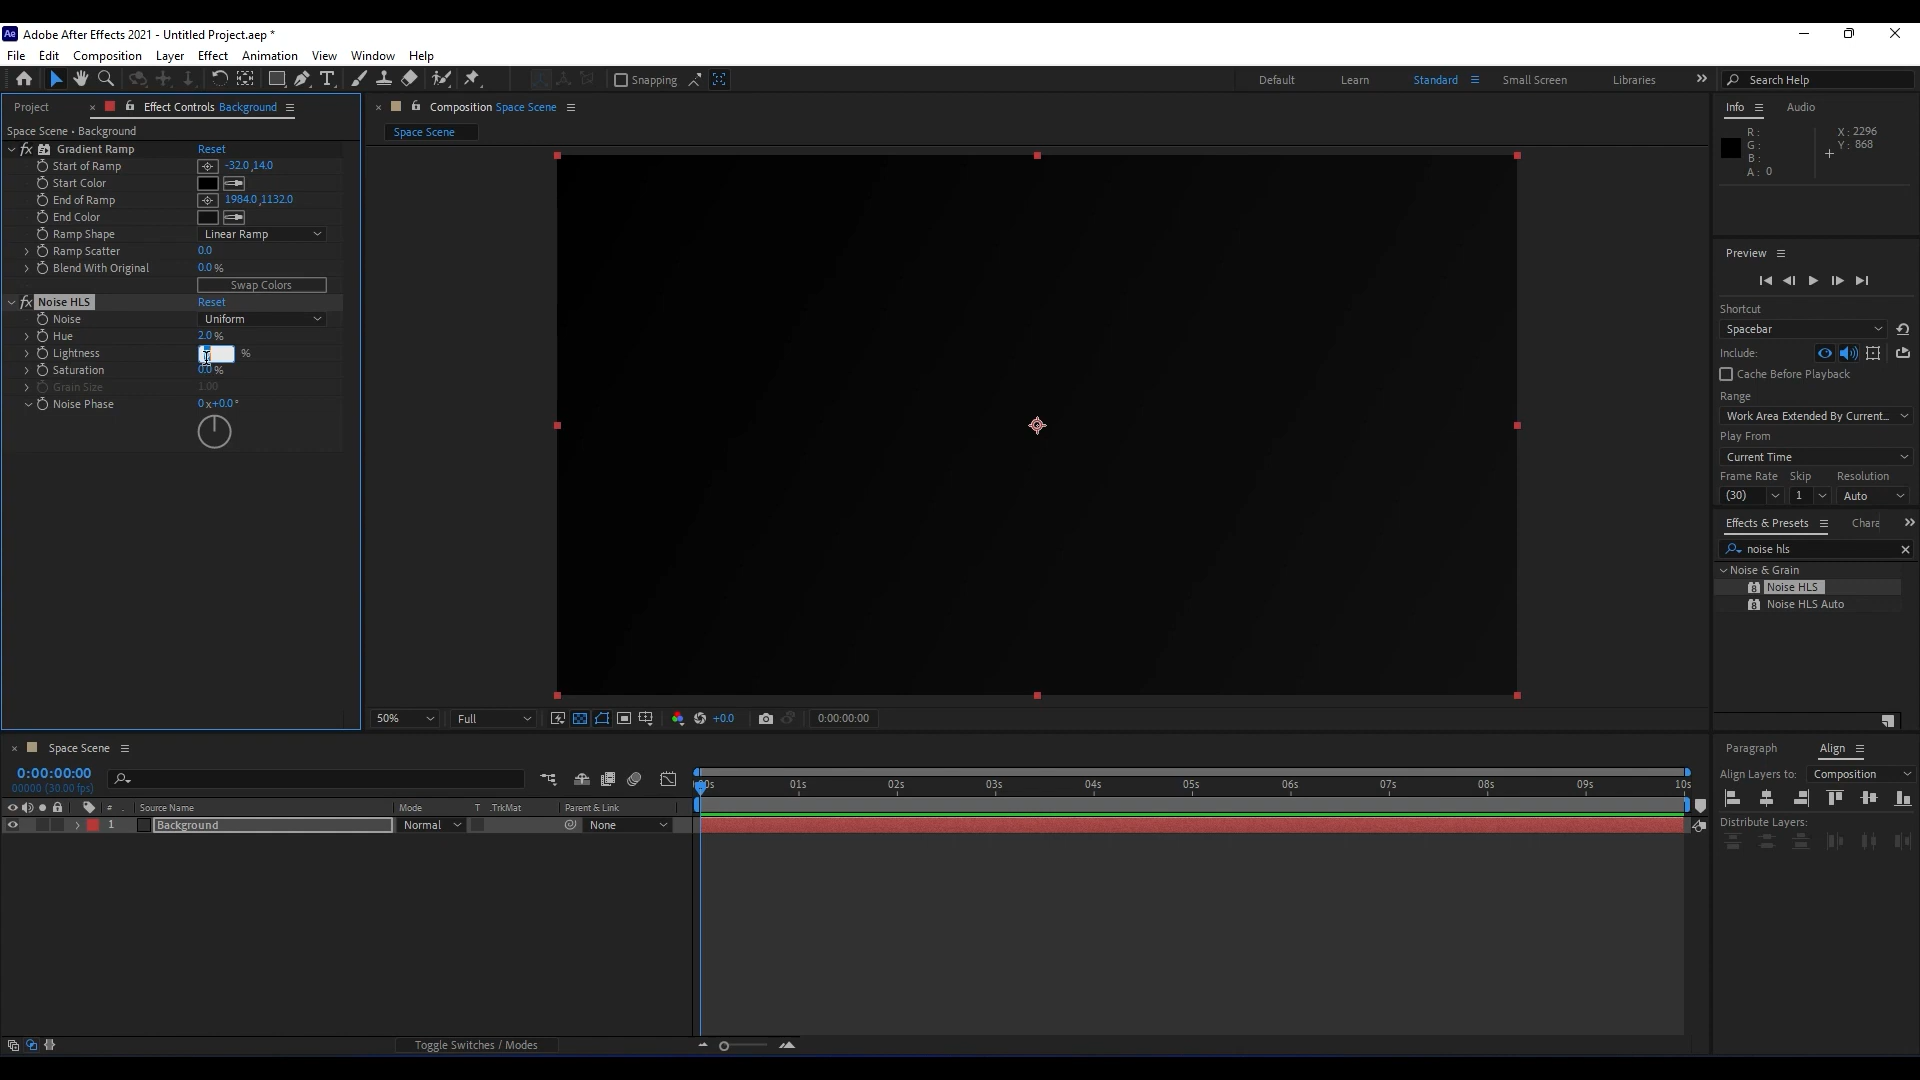 Ae Adobe After Effects 2021 - Untitled Project.aep *
File Edit Composition Layer Effect Animation View Window Help
Snapping Default Learn Standard Small Screen Libraries Search Help
Project Effect Controls Background
Space Scene • Background
fx Gradient Ramp Reset
Start of Ramp -32.0,14.0
Start Color
End of Ramp 1984.0,1132.0
End Color
Ramp Shape Linear Ramp
Ramp Scatter 0.0
Blend With Original 0.0 %
Swap Colors
fx Noise HLS Reset
Noise Uniform
Hue 2.0 %
Lightness %
Saturation 0.0 %
Grain Size 1.00
Noise Phase 0 x+0.0 °
Composition Space Scene
Space Scene
50% Full +0.0 0:00:00:00
Info Audio
R : X : 2296
G : Y : 868
B :
A : 0
Preview
Shortcut
Spacebar
Include:
Cache Before Playback
Range
Work Area Extended By Current...
Play From
Current Time
Frame Rate Skip Resolution
(30) 1 Auto
Effects & Presets Chara
noise hls
Noise & Grain
Noise HLS
Noise HLS Auto
Space Scene
0:00:00:00
00000 (30.00 fps)
# Source Name Mode T .TrkMat Parent & Link
1 Background Normal None
00s 01s 02s 03s 04s 05s 06s 07s 08s 09s 10s
Toggle Switches / Modes
Paragraph Align
Align Layers to: Composition
Distribute Layers: